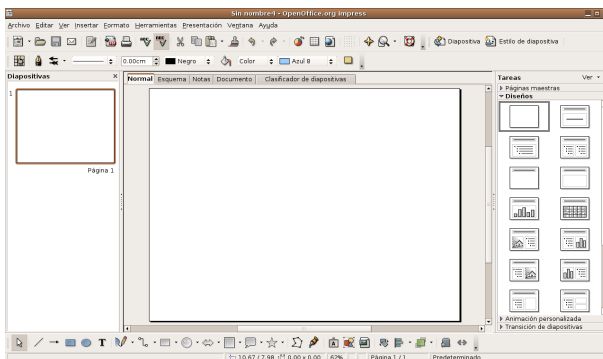 Sin nombre4 - OpenOffice.org Impress
Archivo Editar Ver Insertar Formato Herramientas Presentación Ventana Ayuda
Diapositiva Estilo de diapositiva
0.00cm Negro Color Azul 8
Diapositivas
Normal Esquema Notas Documento Clasificador de diapositivas
Tareas Ver
Páginas maestras
Diseños
1
Página 1
Animación personalizada
Transición de diapositivas
10.67 / 7.98 0.00 x 0.00 62% Página 1 / 1 Predeterminado